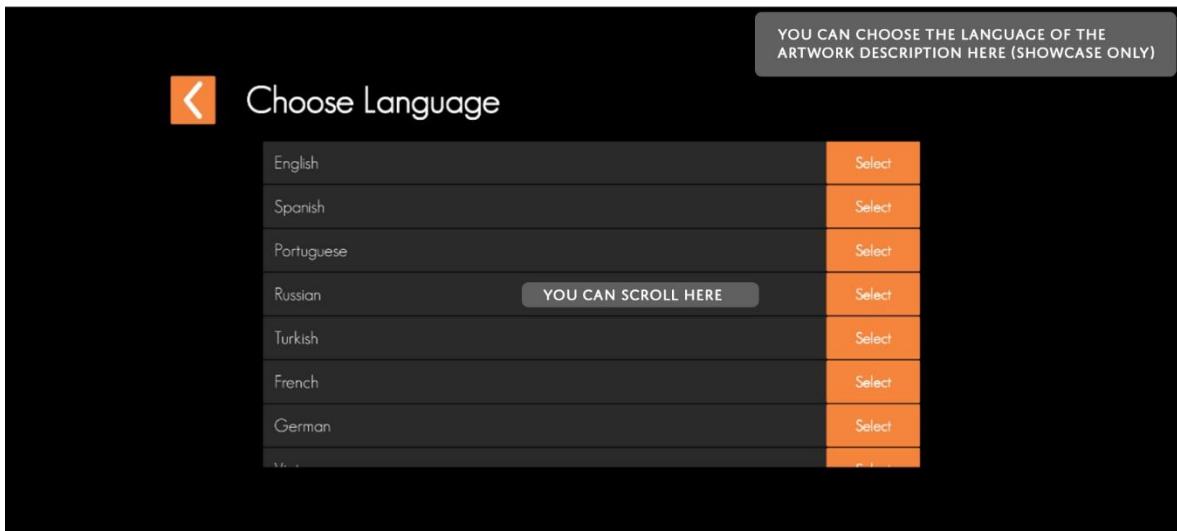 YOU CAN CHOOSE THE LANGUAGE OF THE
ARTWORK DESCRIPTION HERE (SHOWCASE ONLY)
Choose Language
English Select
Spanish Select
Portuguese Select
Russian YOU CAN SCROLL HERE Select
Turkish Select
French Select
German Select